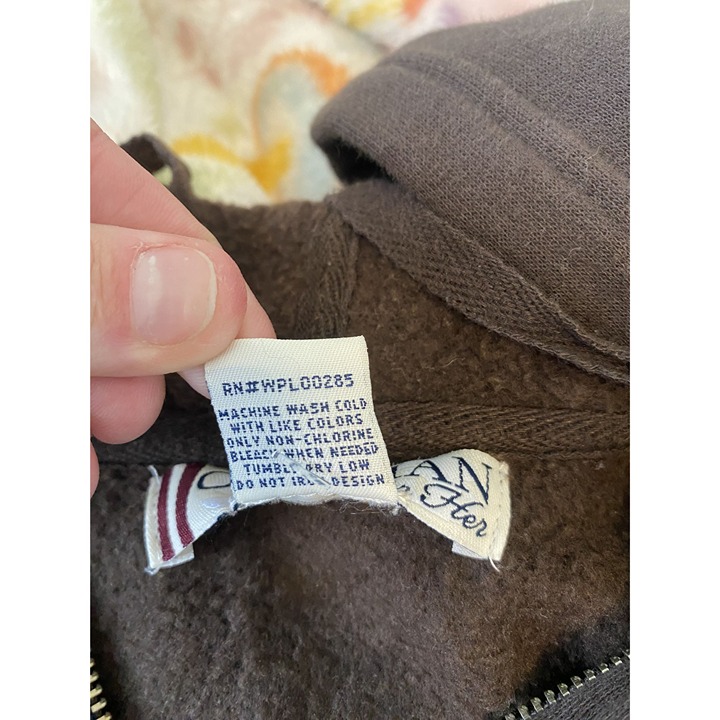 RN#WPL00285
MACHINE WASH COLD
WITH LIKE COLORS
ONLY NON-CHLORINE
BLEACH WHEN NEEDED
TUMBLE DRY LOW
DO NOT IRON DESIGN
Her